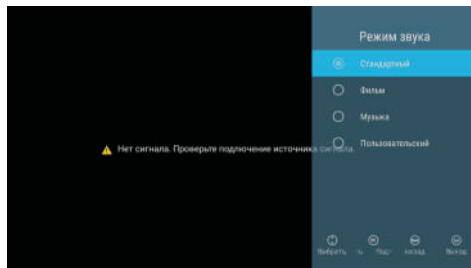 Режим звука
Стандартный
Фильм
Музыка
Нет сигнала. Проверьте подключение источника сигнала.
Пользовательский
Выбрать
назад
Выход